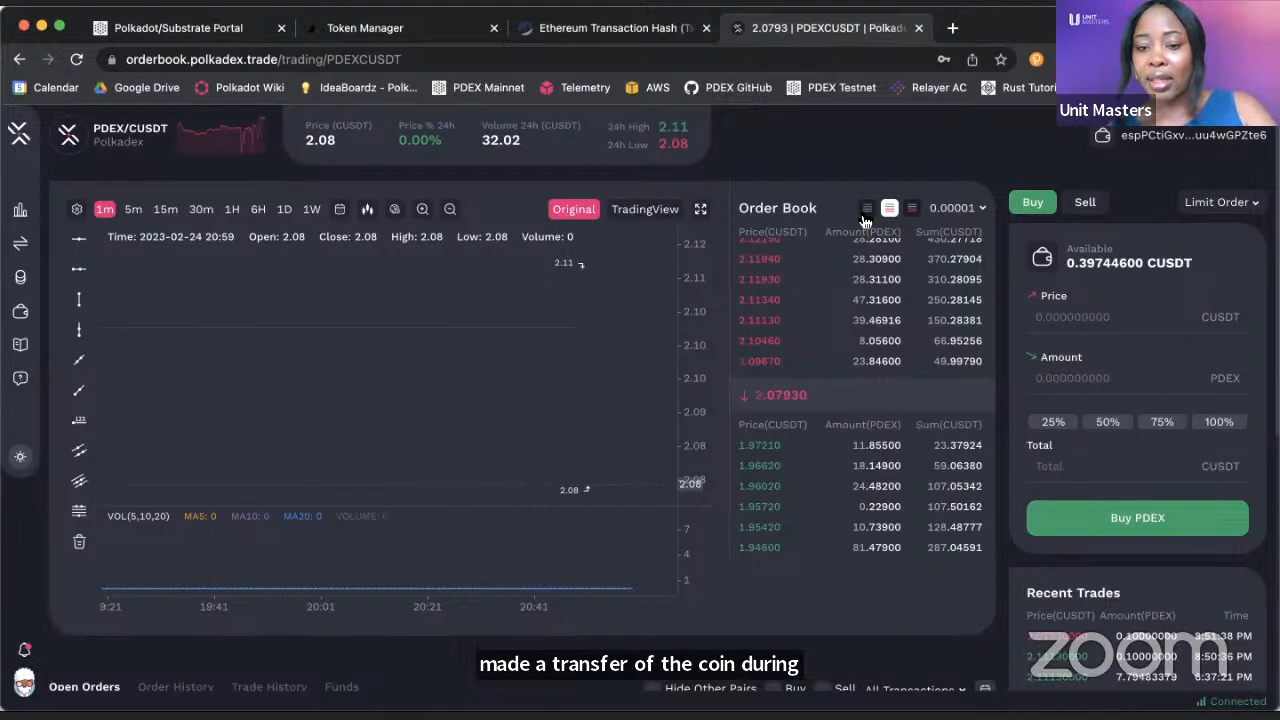 Polkadot/Substrate Portal
Token Manager
Ethereum Transaction Hash (Tx
2.0793 | PDEXCUSDT | Polkade
orderbook.polkadex.trade/trading/PDEXCUSDT
Calendar
Google Drive
Polkadot Wiki
IdeaBoardz - Polk...
PDEX Mainnet
Telemetry
AWS
PDEX GitHub
PDEX Testnet
Relayer AC
Rust Tutori
UNIT MASTERS
Unit Masters
espPCtiGxv...uu4wGPZte6
PDEX/CUSDT
Polkadex
Price (CUSDT)
2.08
Price % 24h
0.00%
Volume 24h (CUSDT)
32.02
24h High 2.11
24h Low 2.08
1m 5m 15m 30m 1H 6H 1D 1W
Original
TradingView
Time: 2023-02-24 20:59 Open: 2.08 Close: 2.08 High: 2.08 Low: 2.08 Volume: 0
2.11
2.08
2.12
2.11
2.10
2.10
2.10
2.09
2.08
2.08
VOL(5,10,20) MA5: 0 MA10: 0 MA20: 0 VOLUME: 0
7
4
1
9:21 19:41 20:01 20:21 20:41
Order Book
0.00001
Price(CUSDT) Amount(PDEX) Sum(CUSDT)
2.11940 28.30900 370.27904
2.11930 28.31100 310.28095
2.11340 47.31600 250.28145
2.11130 39.46916 150.28381
2.10460 8.05600 66.95256
2.09670 23.84600 49.99790
2.07930
Price(CUSDT) Amount(PDEX) Sum(CUSDT)
1.97210 11.85500 23.37924
1.96620 18.14900 59.06380
1.96020 24.48200 107.05342
1.95720 0.22900 107.50162
1.95420 10.73900 128.48777
1.94600 81.47900 287.04591
Buy
Sell
Limit Order
Available
0.39744600 CUSDT
Price
0.000000000 CUSDT
Amount
0.000000000 PDEX
25% 50% 75% 100%
Total
Total CUSDT
Buy PDEX
Recent Trades
Price(CUSDT) Amount(PDEX) Time
0.10000000 3:51:38 PM
0.10000000 8:50:36 PM
7.79483379 6:37:21 PM
zoom
made a transfer of the coin during
Open Orders
Order History
Trade History
Funds
Hide Other Pairs
Buy
Sell
All Transactions
Connected